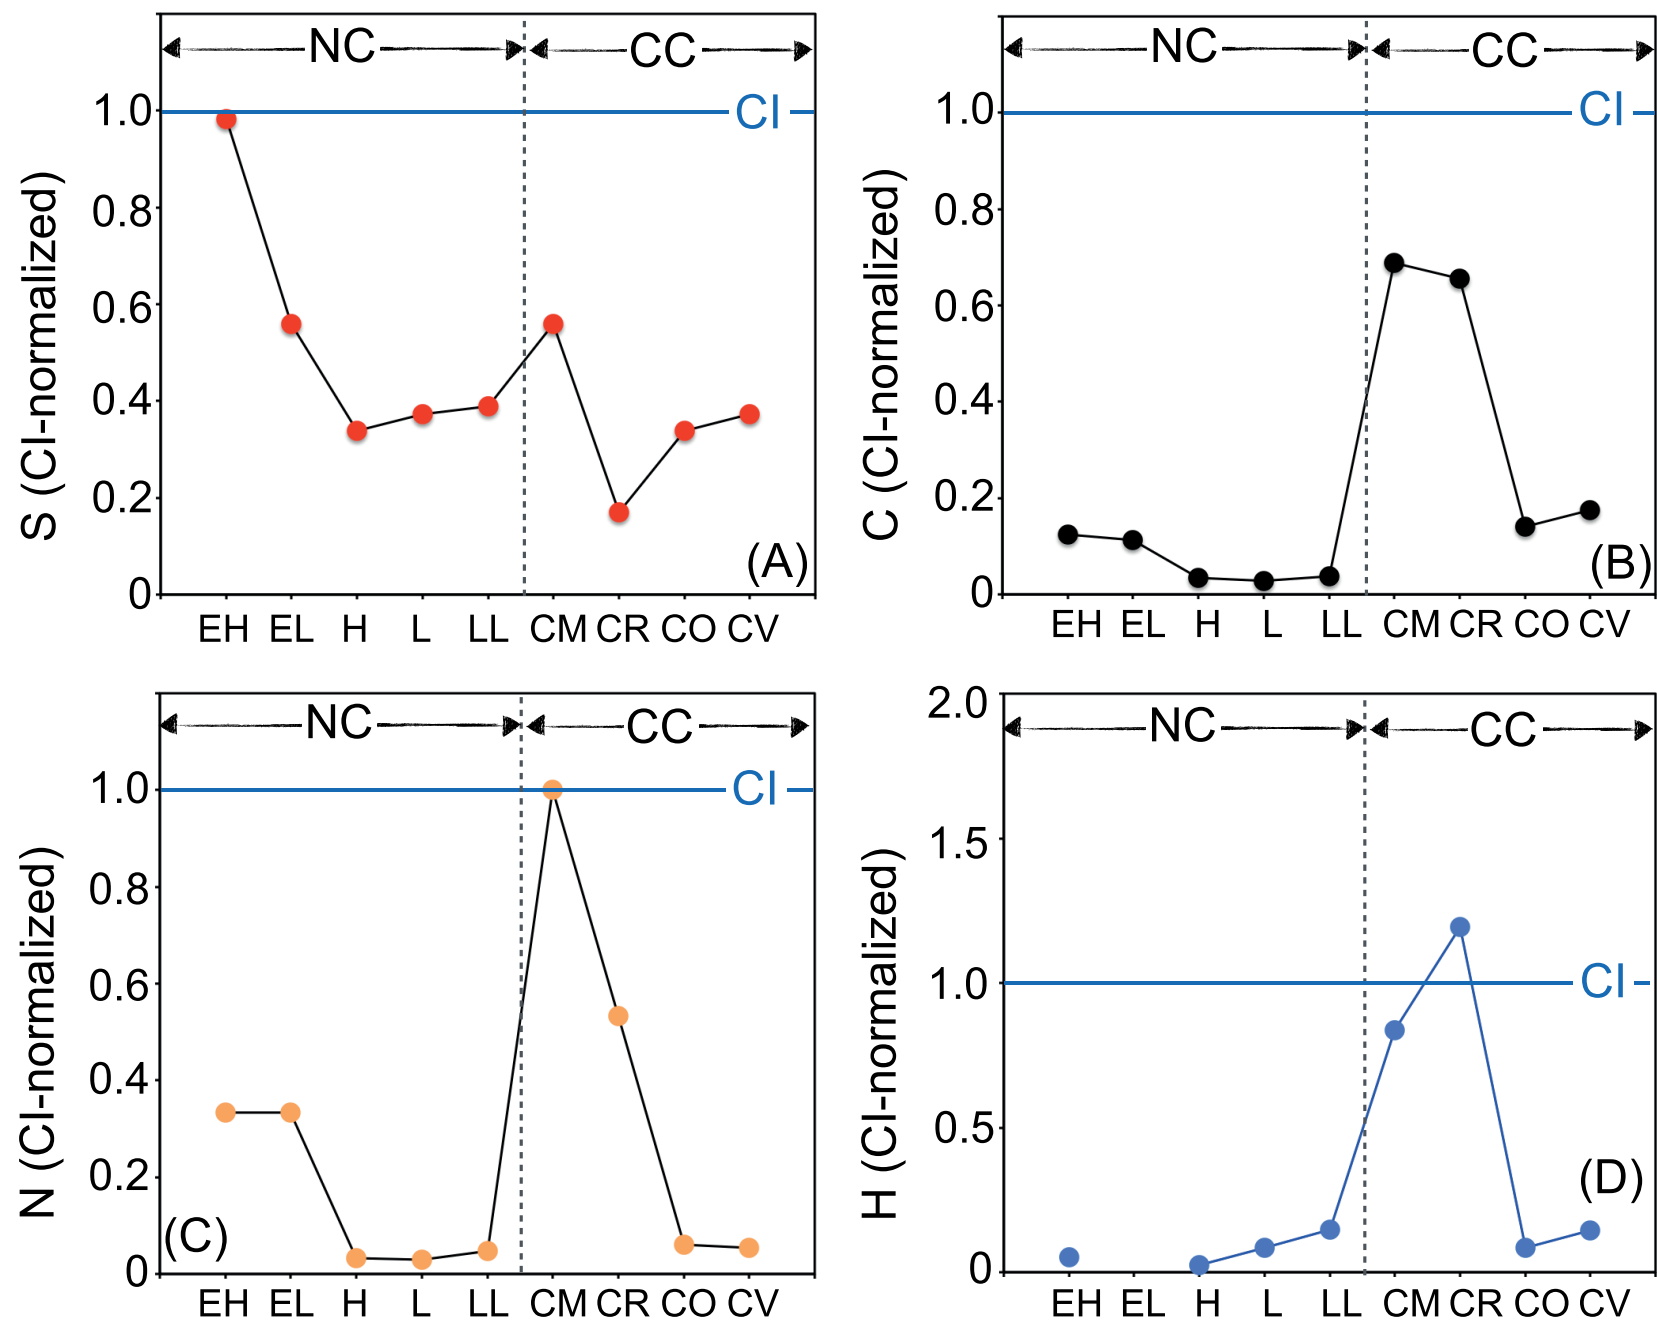 NC CC
1.0 CI
0.8
0.6
0.4
0.2
0
S (CI-normalized)
(A)
EH EL H L LL CM CR CO CV
NC CC
1.0 CI
0.8
0.6
0.4
0.2
0
C (CI-normalized)
(B)
EH EL H L LL CM CR CO CV
NC CC
1.0 CI
0.8
0.6
0.4
0.2
0
N (CI-normalized)
(C)
EH EL H L LL CM CR CO CV
2.0
NC CC
1.5
1.0 CI
0.5
0
H (CI-normalized)
(D)
EH EL H L LL CM CR CO CV